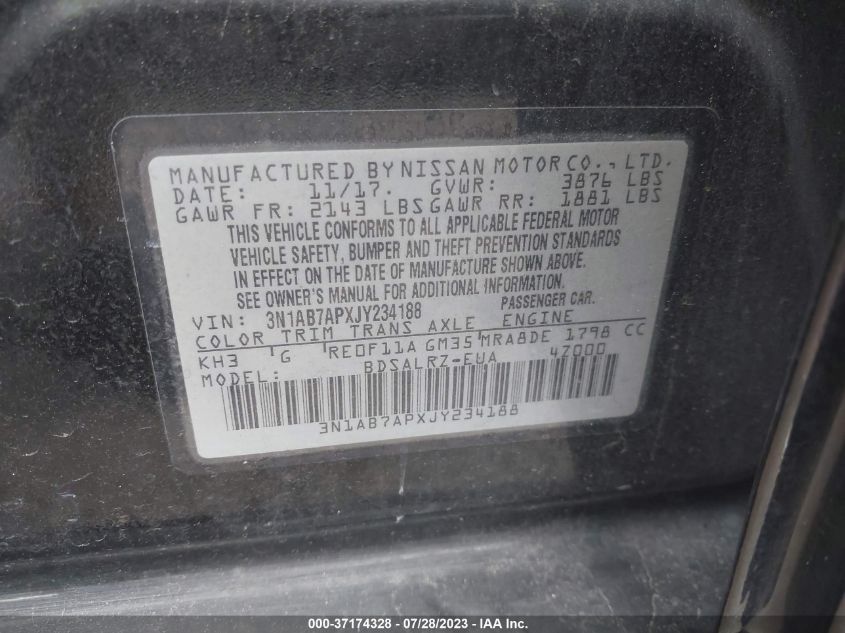 MANUFACTURED BY NISSAN MOTOR CO., LTD.
DATE: 11/17. GVWR: 3876 LBS
GAWR FR: 2143 LBS GAWR RR: 1881 LBS
THIS VEHICLE CONFORMS TO ALL APPLICABLE FEDERAL MOTOR
VEHICLE SAFETY, BUMPER AND THEFT PREVENTION STANDARDS
IN EFFECT ON THE DATE OF MANUFACTURE SHOWN ABOVE.
SEE OWNER'S MANUAL FOR ADDITIONAL INFORMATION.
VIN: 3N1AB7APXJY234188 PASSENGER CAR.
COLOR TRIM TRANS AXLE ENGINE
KH3 G RE0F11A GM35 MRA8DE 1798 CC
MODEL: BDSALRZ-EUA 4Z000
3N1AB7APXJY234188
000-37174328 | 07/28/2023 - IAA, Inc.